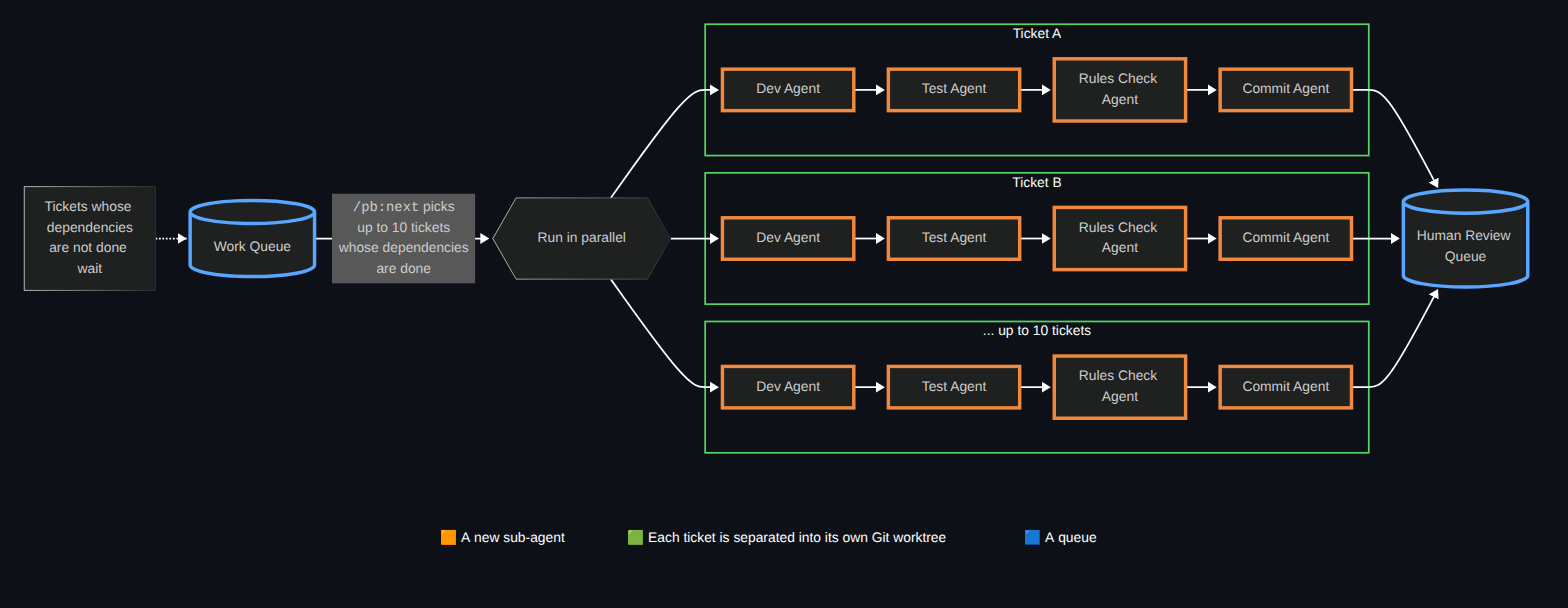 Tickets whose
dependencies
are not done
wait
Work Queue
/pb:next picks
up to 10 tickets
whose dependencies
are done
Run in parallel
Ticket A
Dev Agent
Test Agent
Rules Check
Agent
Commit Agent
Ticket B
Dev Agent
Test Agent
Rules Check
Agent
Commit Agent
... up to 10 tickets
Dev Agent
Test Agent
Rules Check
Agent
Commit Agent
Human Review
Queue
A new sub-agent
Each ticket is separated into its own Git worktree
A queue